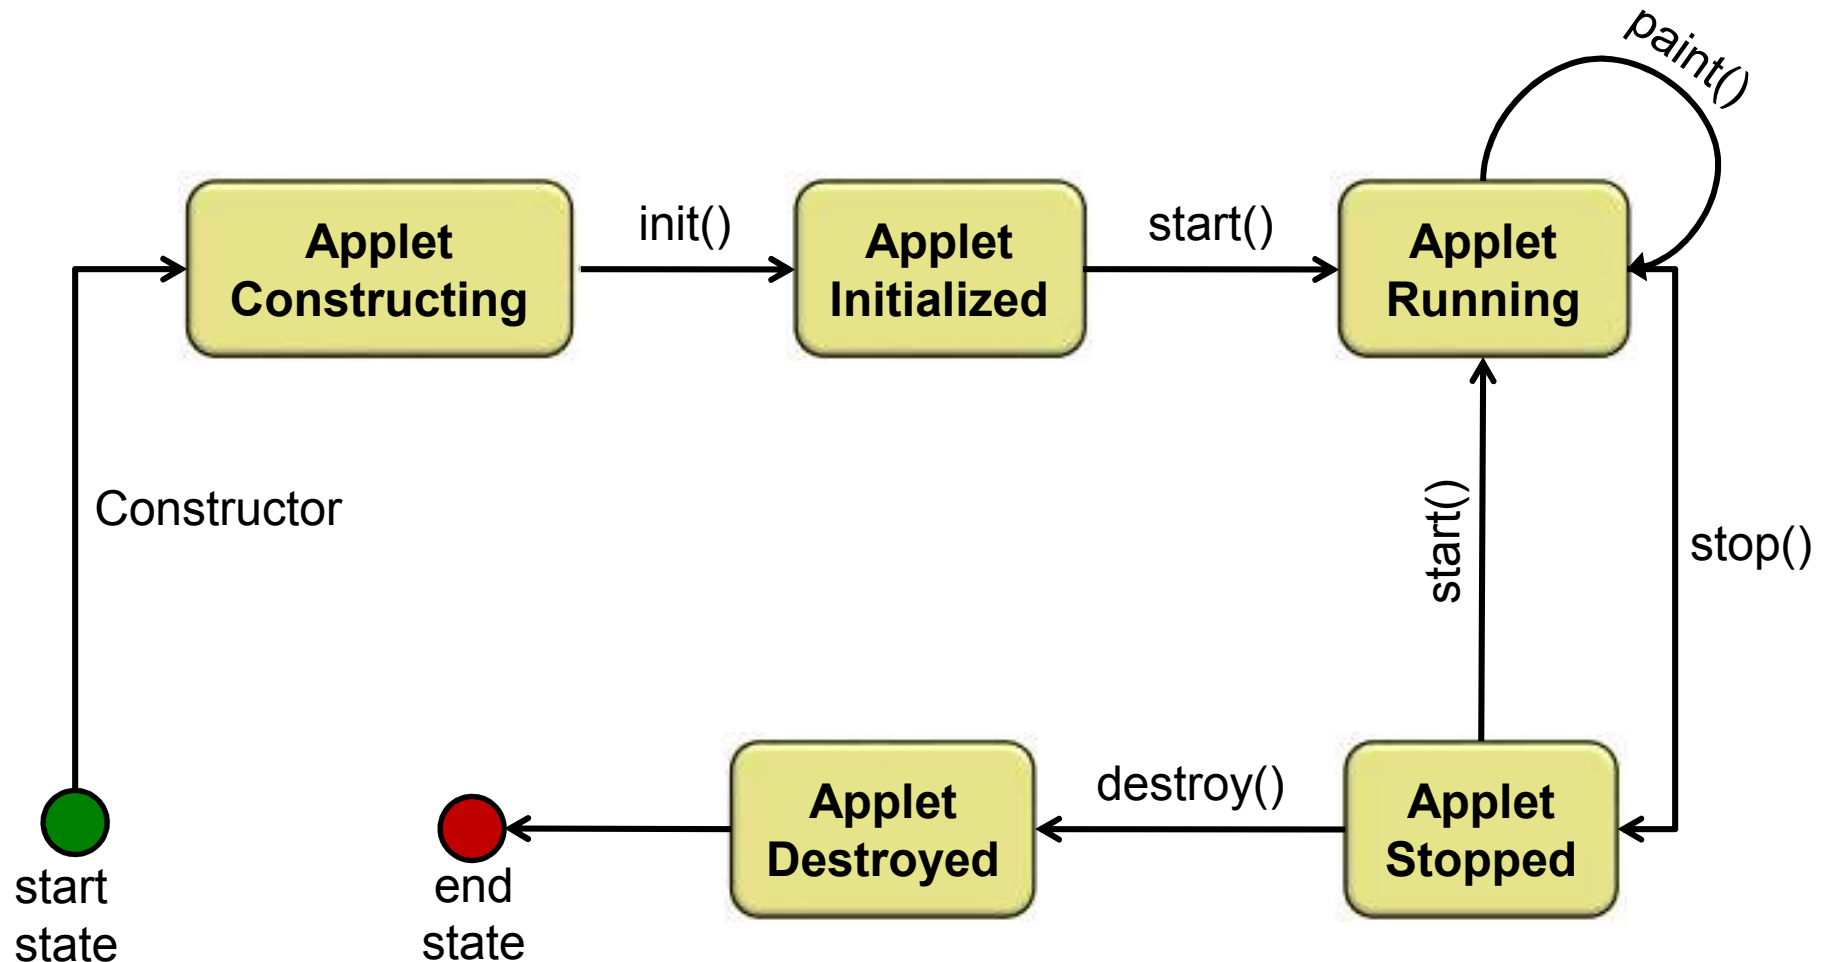 paint()
Applet
Constructing
init()
Applet
Initialized
start()
Applet
Running
Constructor
start()
stop()
start
state
end
state
Applet
Destroyed
destroy()
Applet
Stopped